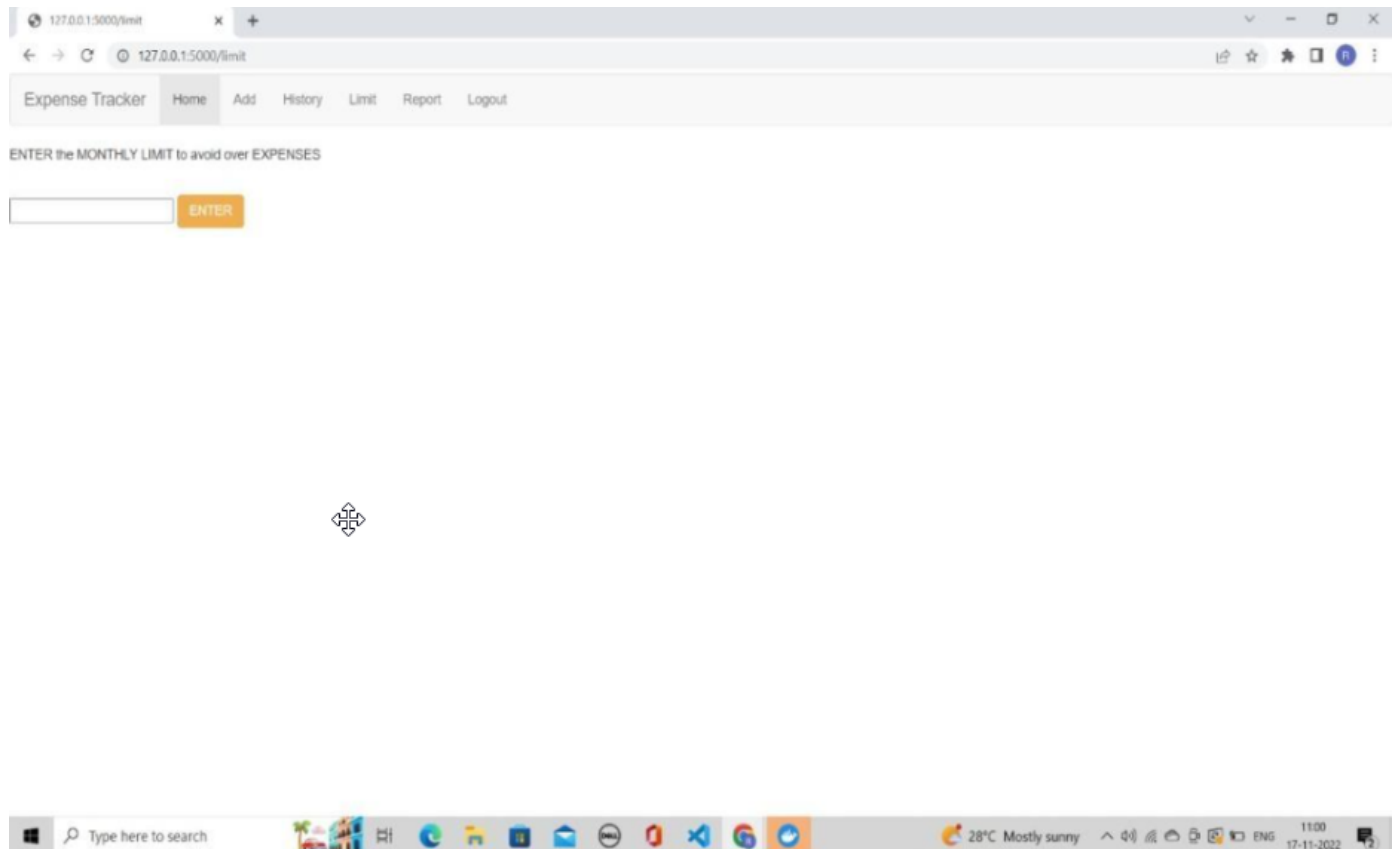 127.0.0.1:5000/limit
127.0.0.1:5000/limit
Expense Tracker Home Add History Limit Report Logout
ENTER the MONTHLY LIMIT to avoid over EXPENSES
ENTER
Type here to search
28°C Mostly sunny
ENG
11:00
17-11-2022